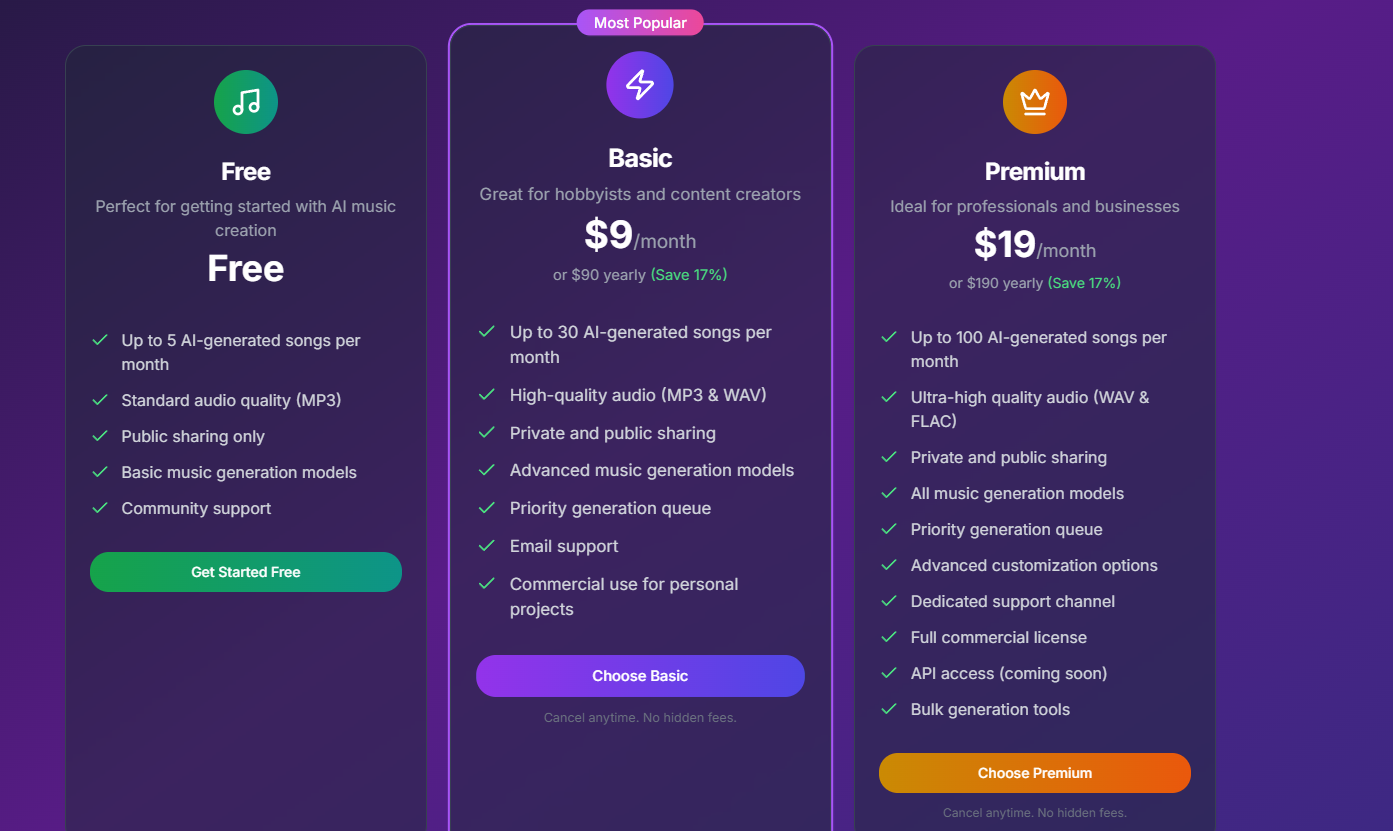 Most Popular
Free
Perfect for getting started with AI music
creation
Free
Up to 5 AI-generated songs per
month
Standard audio quality (MP3)
Public sharing only
Basic music generation models
Community support
Get Started Free
Basic
Great for hobbyists and content creators
$9/month
or $90 yearly (Save 17%)
Up to 30 AI-generated songs per
month
High-quality audio (MP3 & WAV)
Private and public sharing
Advanced music generation models
Priority generation queue
Email support
Commercial use for personal
projects
Choose Basic
Cancel anytime. No hidden fees.
Premium
Ideal for professionals and businesses
$19/month
or $190 yearly (Save 17%)
Up to 100 AI-generated songs per
month
Ultra-high quality audio (WAV &
FLAC)
Private and public sharing
All music generation models
Priority generation queue
Advanced customization options
Dedicated support channel
Full commercial license
API access (coming soon)
Bulk generation tools
Choose Premium
Cancel anytime. No hidden fees.